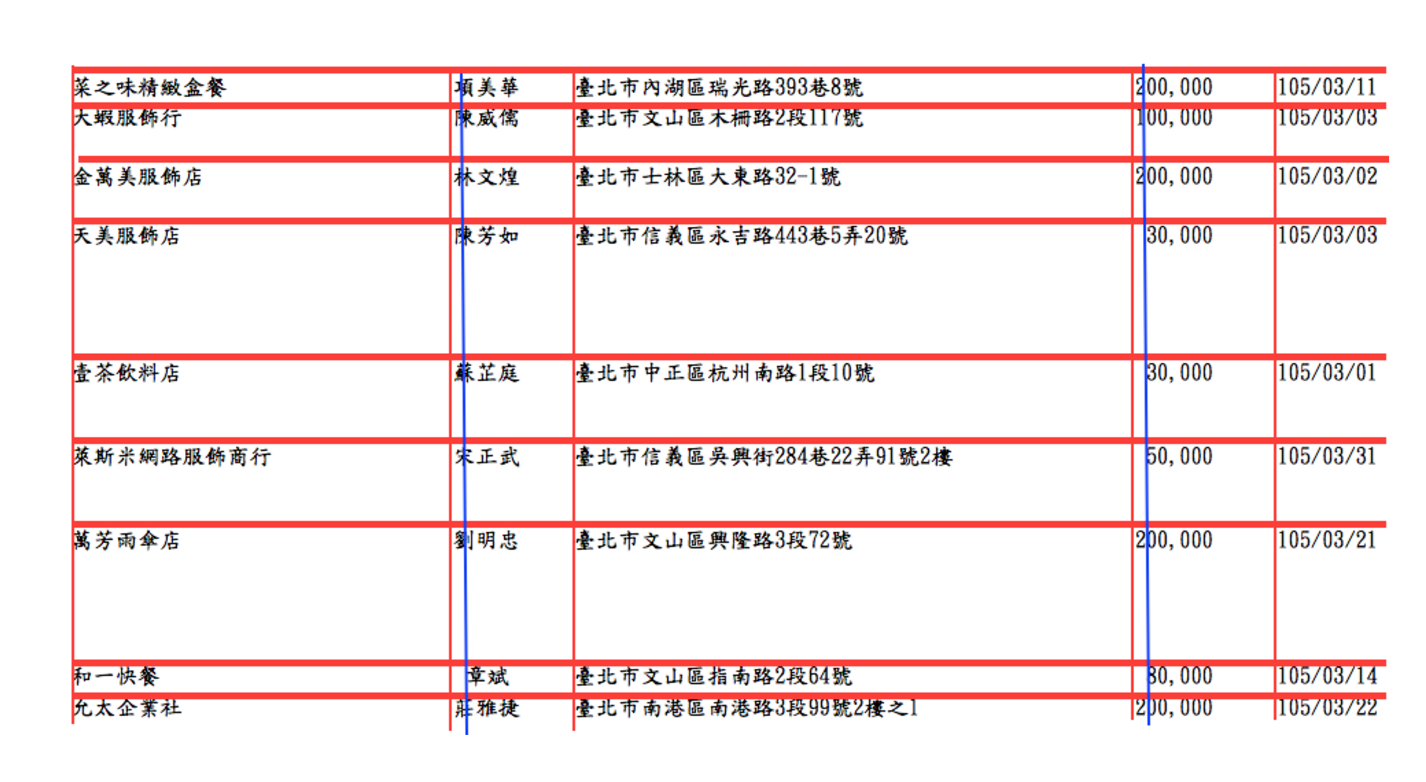 菜之味精緻盒餐 項美華 臺北市內湖區瑞光路393巷8號 200,000 105/03/11
大蝦服飾行 陳威儒 臺北市文山區木柵路2段117號 100,000 105/03/03
金萬美服飾店 林文煌 臺北市士林區大東路32-1號 200,000 105/03/02
天美服飾店 陳芳如 臺北市信義區永吉路443巷5弄20號 30,000 105/03/03
壹茶飲料店 蘇芷庭 臺北市中正區杭州南路1段10號 30,000 105/03/01
萊斯米網路服飾商行 宋正武 臺北市信義區吳興街284巷22弄91號2樓 50,000 105/03/31
萬芳雨傘店 劉明忠 臺北市文山區興隆路3段72號 200,000 105/03/21
和一快餐 章斌 臺北市文山區指南路2段64號 80,000 105/03/14
允太企業社 莊雅捷 臺北市南港區南港路3段99號2樓之1 200,000 105/03/22